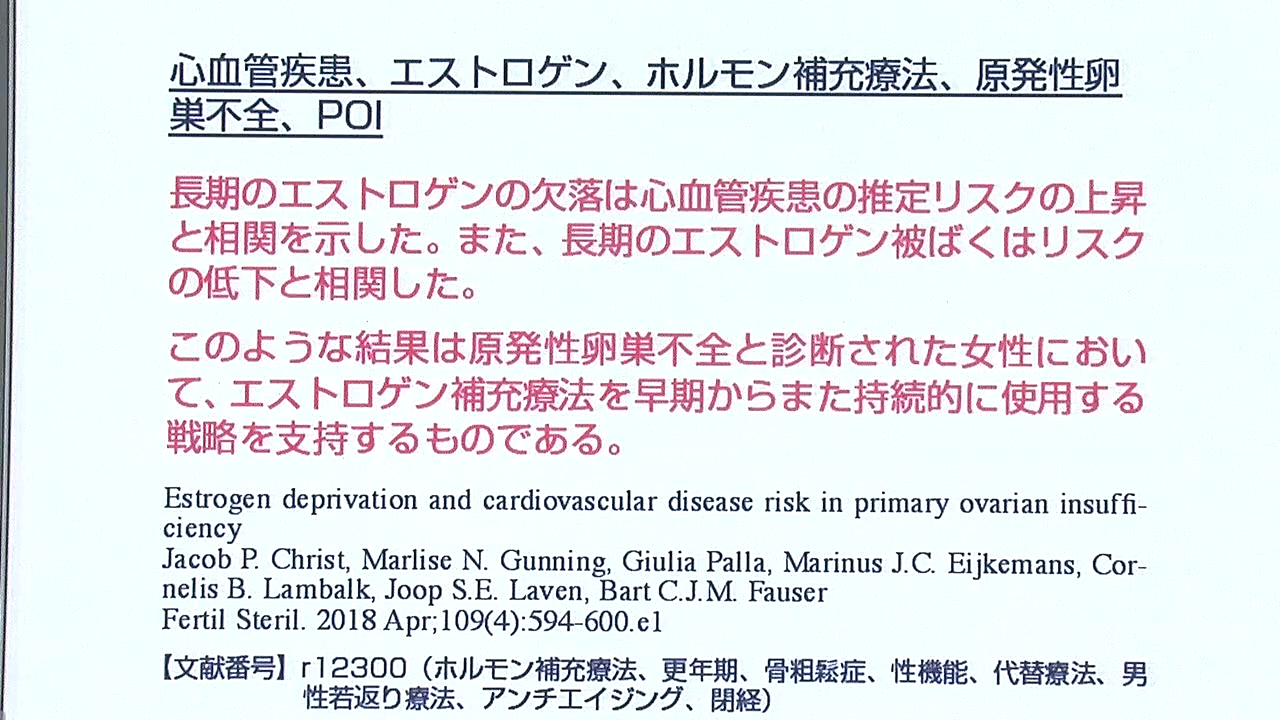 心血管疾患、エストロゲン、ホルモン補充療法、原発性卵
巣不全、POI
長期のエストロゲンの欠落は心血管疾患の推定リスクの上昇
と相関を示した。また、長期のエストロゲン被ばくはリスク
の低下と相関した。
このような結果は原発性卵巣不全と診断された女性におい
て、エストロゲン補充療法を早期からまた持続的に使用する
戦略を支持するものである。
Estrogen deprivation and cardiovascular disease risk in primary ovarian insuffi-
ciency
Jacob P. Christ, Marlise N. Gunning, Giulia Palla, Marinus J.C. Eijkemans, Cor-
nelis B. Lambalk, Joop S.E. Laven, Bart C.J.M. Fauser
Fertil Steril. 2018 Apr;109(4):594-600.e1
【文献番号】r12300（ホルモン補充療法、更年期、骨粗鬆症、性機能、代替療法、男
性若返り療法、アンチエイジング、閉経）